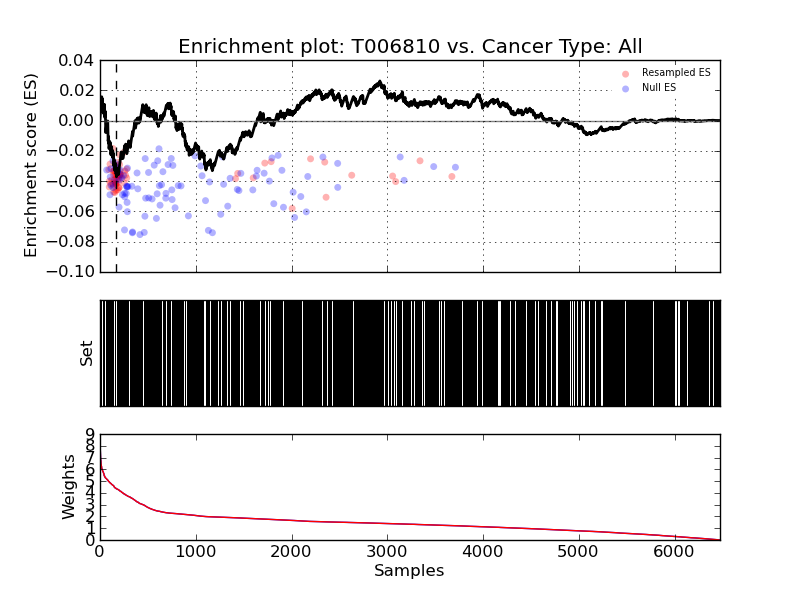 Enrichment plot: T006810 vs. Cancer Type: All
Enrichment score (ES)
0.04
0.02
0.00
−0.02
−0.04
−0.06
−0.08
−0.10
Resampled ES
Null ES
Set
Weights
9
8
7
6
5
4
3
2
1
0
0 1000 2000 3000 4000 5000 6000
Samples